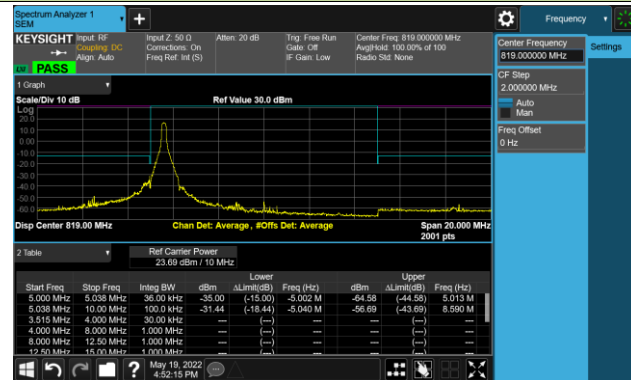 Spectrum Analyzer 1
SEM
+
Frequency
KEYSIGHT
Input: RF
Coupling: DC
Align: Auto
Input Z: 50 Ω
Corrections: On
Freq Ref: Int (S)
Atten: 20 dB
Trig: Free Run
Gate: Off
IF Gain: Low
Center Freq: 819.000000 MHz
Avg|Hold: 100.00% of 100
Radio Std: None
PASS
Center Frequency
819.000000 MHz
Settings
CF Step
2.000000 MHz
Auto
Man
Freq Offset
0 Hz
1 Graph
Scale/Div 10 dB
Ref Value 30.0 dBm
Log
20.0
10.0
0.00
-10.0
-20.0
-30.0
-40.0
-50.0
-60.0
Disp Center 819.00 MHz
Chan Det: Average , #Offs Det: Average
Span 20.000 MHz
2001 pts
2 Table
Ref Carrier Power
23.69 dBm / 10 MHz
Lower Upper
Start Freq Stop Freq Integ BW dBm ΔLimit(dB) Freq (Hz) dBm ΔLimit(dB) Freq (Hz)
5.000 MHz 5.038 MHz 36.00 kHz -35.00 (-15.00) -5.002 M -64.58 (-44.58) 5.013 M
5.038 MHz 10.00 MHz 100.0 kHz -31.44 (-18.44) -5.040 M -56.69 (-43.69) 8.590 M
3.515 MHz 4.000 MHz 30.00 kHz --- (---) --- --- (---) ---
4.000 MHz 8.000 MHz 1.000 MHz --- (---) --- --- (---) ---
8.000 MHz 12.50 MHz 1.000 MHz --- (---) --- --- (---) ---
12.50 MHz 15.00 MHz 1.000 MHz --- (---) --- --- (---) ---
?
May 19, 2022
4:52:15 PM